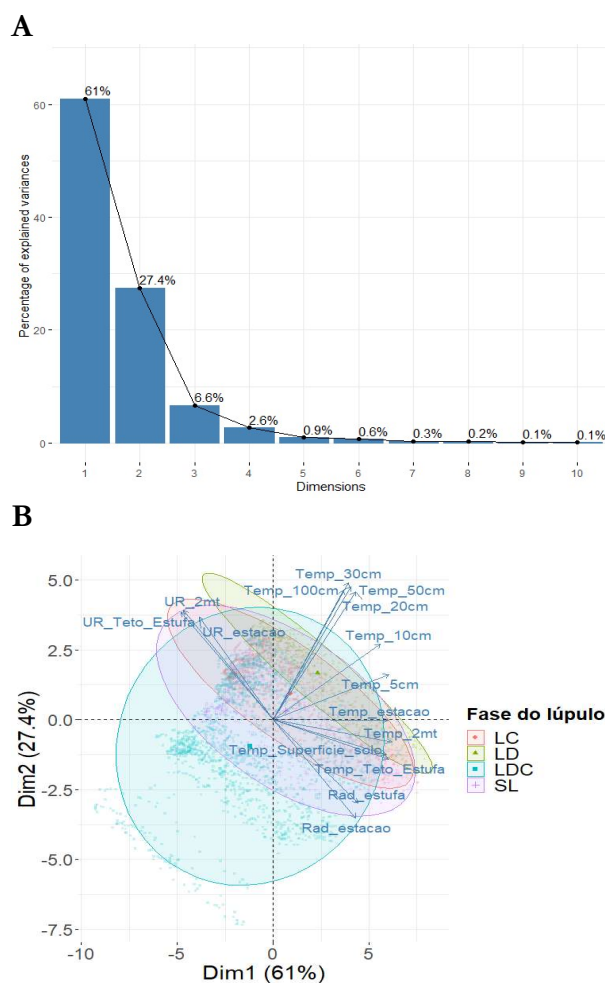 A
Percentage of explained variances
60
40
20
0
61%
27.4%
6.6%
2.6%
0.9%
0.6%
0.3%
0.2%
0.1%
0.1%
1 2 3 4 5 6 7 8 9 10
Dimensions
B
Dim2 (27.4%)
5.0
2.5
0.0
-2.5
-5.0
-7.5
Temp_30cm
Temp_100cm
Temp_50cm
Temp_20cm
UR_2mt
UR_Teto_Estufa
UR_estacao
Temp_10cm
Temp_5cm
Temp_estacao
Temp_2mt
Temp_Superficie_solo
Temp_Teto_Estufa
Rad_estufa
Rad_estacao
-10 -5 0 5
Dim1 (61%)
Fase do lúpulo
LC
LD
LDC
SL